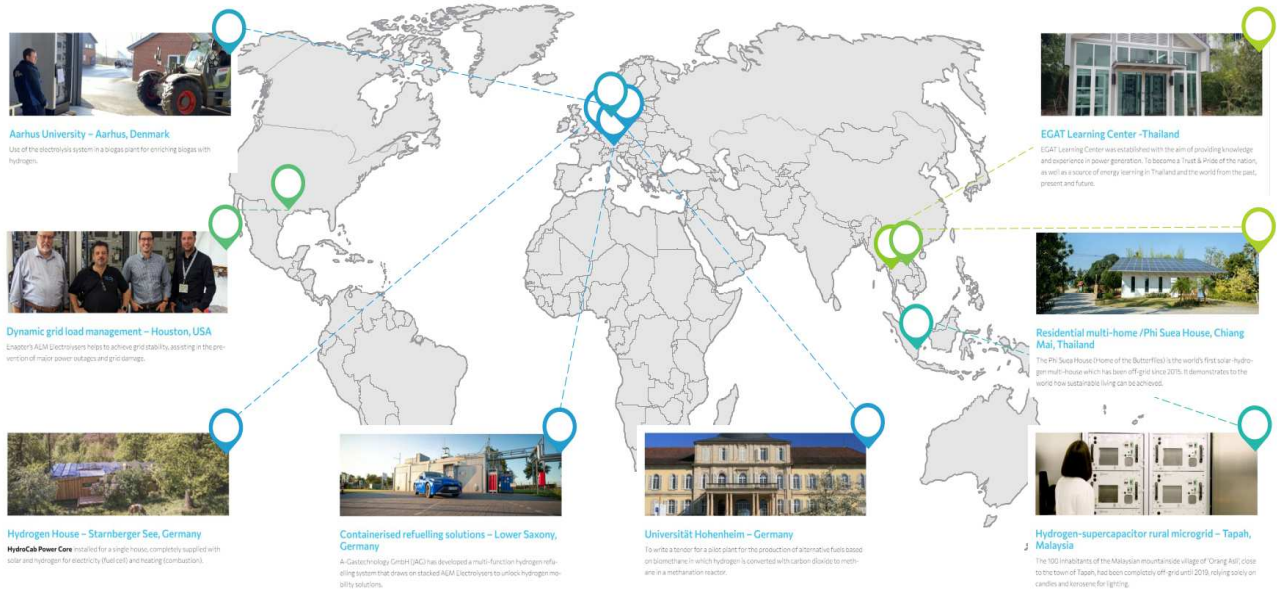 Aarhus University – Aarhus, Denmark
Use of the electrolysis system in a biogas plant for enriching biogas with
hydrogen.
EGAT Learning Center -Thailand
EGAT Learning Center was established with the aim of providing knowledge
and experience in power generation. To become a Trust & Pride of the nation,
as well as a source of energy learning in Thailand and the world from the past,
present and future.
Dynamic grid load management – Houston, USA
Enapter's AEM Electrolysers helps to achieve grid stability, assisting in the pre-
vention of major power outages and grid damage.
Residential multi-home /Phi Suea House, Chiang
Mai, Thailand
The Phi Suea House (Home of the Butterflies) is the world's first solar-hydro-
gen multi-house which has been off-grid since 2015. It demonstrates to the
world how sustainable living can be achieved.
Hydrogen House – Starnberger See, Germany
HydroCab Power Core installed for a single house, completely supplied with
solar and hydrogen for electricity (fuel cell) and heating (combustion).
Containerised refuelling solutions – Lower Saxony,
Germany
A-Gastechnology GmbH (JAG) has developed a multi-function hydrogen refu-
elling system that draws on stacked AEM Electrolysers to unlock hydrogen mo-
bility solutions.
Universität Hohenheim – Germany
To write a tender for a pilot plant for the production of alternative fuels based
on biomethane in which hydrogen is converted with carbon dioxide to meth-
ane in a methanation reactor.
Hydrogen-supercapacitor rural microgrid – Tapah,
Malaysia
The 100 inhabitants of the Malaysian mountainside village of 'Orang Asli', close
to the town of Tapah, had been completely off-grid until 2019, relying solely on
candles and kerosene for lighting.